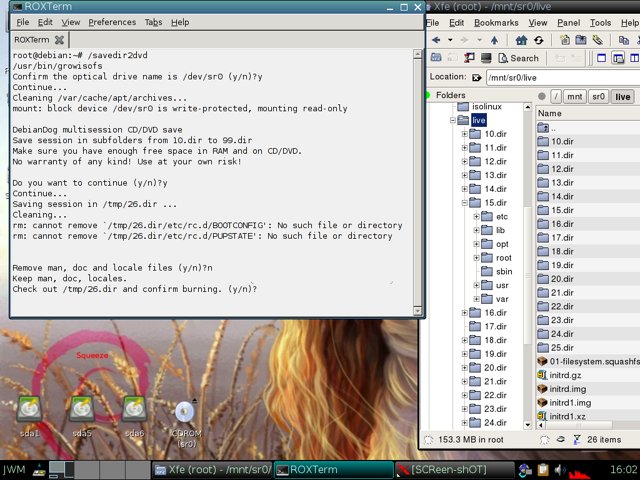 ROXTerm
File Edit View Preferences Tabs Help
ROXTerm
root@debian:~# /savedir2dvd
/usr/bin/growisofs
Confirm the optical drive name is /dev/sr0 (y/n)?y
Continue...
Cleaning /var/cache/apt/archives...
mount: block device /dev/sr0 is write-protected, mounting read-only
DebianDog multisession CD/DVD save
Save session in subfolders from 10.dir to 99.dir
Make sure you have enough free space in RAM and on CD/DVD.
No warranty of any kind! Use at your own risk!
Do you want to continue (y/n)?y
Continue...
Saving session in /tmp/26.dir ...
Cleaning...
rm: cannot remove `/tmp/26.dir/etc/rc.d/BOOTCONFIG': No such file or directory
rm: cannot remove `/tmp/26.dir/etc/rc.d/PUPSTATE': No such file or directory
Remove man, doc and locale files (y/n)?n
Keep man, doc, locales.
Check out /tmp/26.dir and confirm burning. (y/n)?
Xfe (root) - /mnt/sr0/live
File Edit Bookmarks View Panel Tools Help
Search
Location: /mnt/sr0/live
Folders
isolinux
live
10.dir
11.dir
12.dir
13.dir
14.dir
15.dir
etc
lib
opt
root
sbin
usr
var
16.dir
17.dir
18.dir
19.dir
20.dir
21.dir
22.dir
23.dir
24.dir
153.3 MB in root
/ mnt sr0 live
Name
..
10.dir
11.dir
12.dir
13.dir
14.dir
15.dir
16.dir
17.dir
18.dir
19.dir
20.dir
21.dir
22.dir
23.dir
24.dir
25.dir
01-filesystem.squashfs
initrd.gz
initrd.img
initrd1.img
initrd1.xz
26 items
Squeeze
sda1
sda5
sda6
CDROM
(sr0)
JWM
Xfe (root) - /mnt/sr0/
ROXTerm
[SCReen-shOT]
16:02